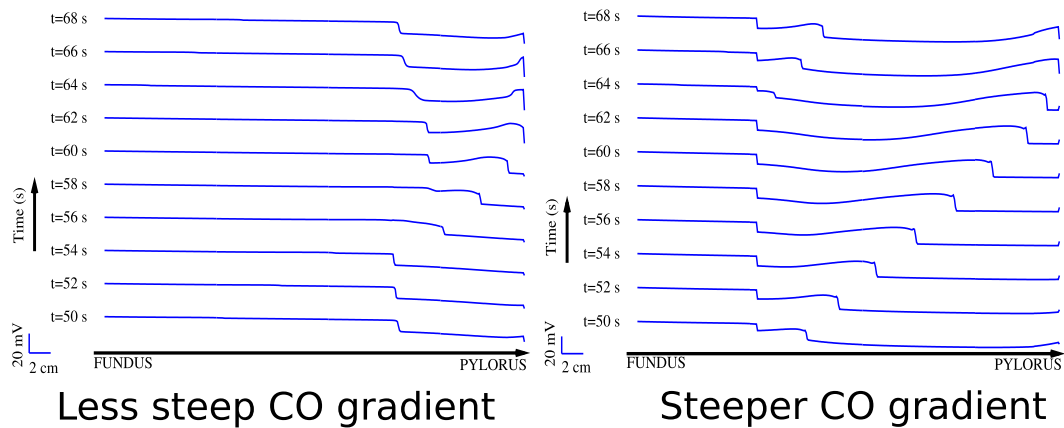 t=68 s
t=66 s
t=64 s
t=62 s
t=60 s
t=58 s
t=56 s
t=54 s
t=52 s
t=50 s
Time (s)
20 mV
2 cm
FUNDUS
PYLORUS
Less steep CO gradient
t=68 s
t=66 s
t=64 s
t=62 s
t=60 s
t=58 s
t=56 s
t=54 s
t=52 s
t=50 s
Time (s)
20 mV
2 cm
FUNDUS
PYLORUS
Steeper CO gradient